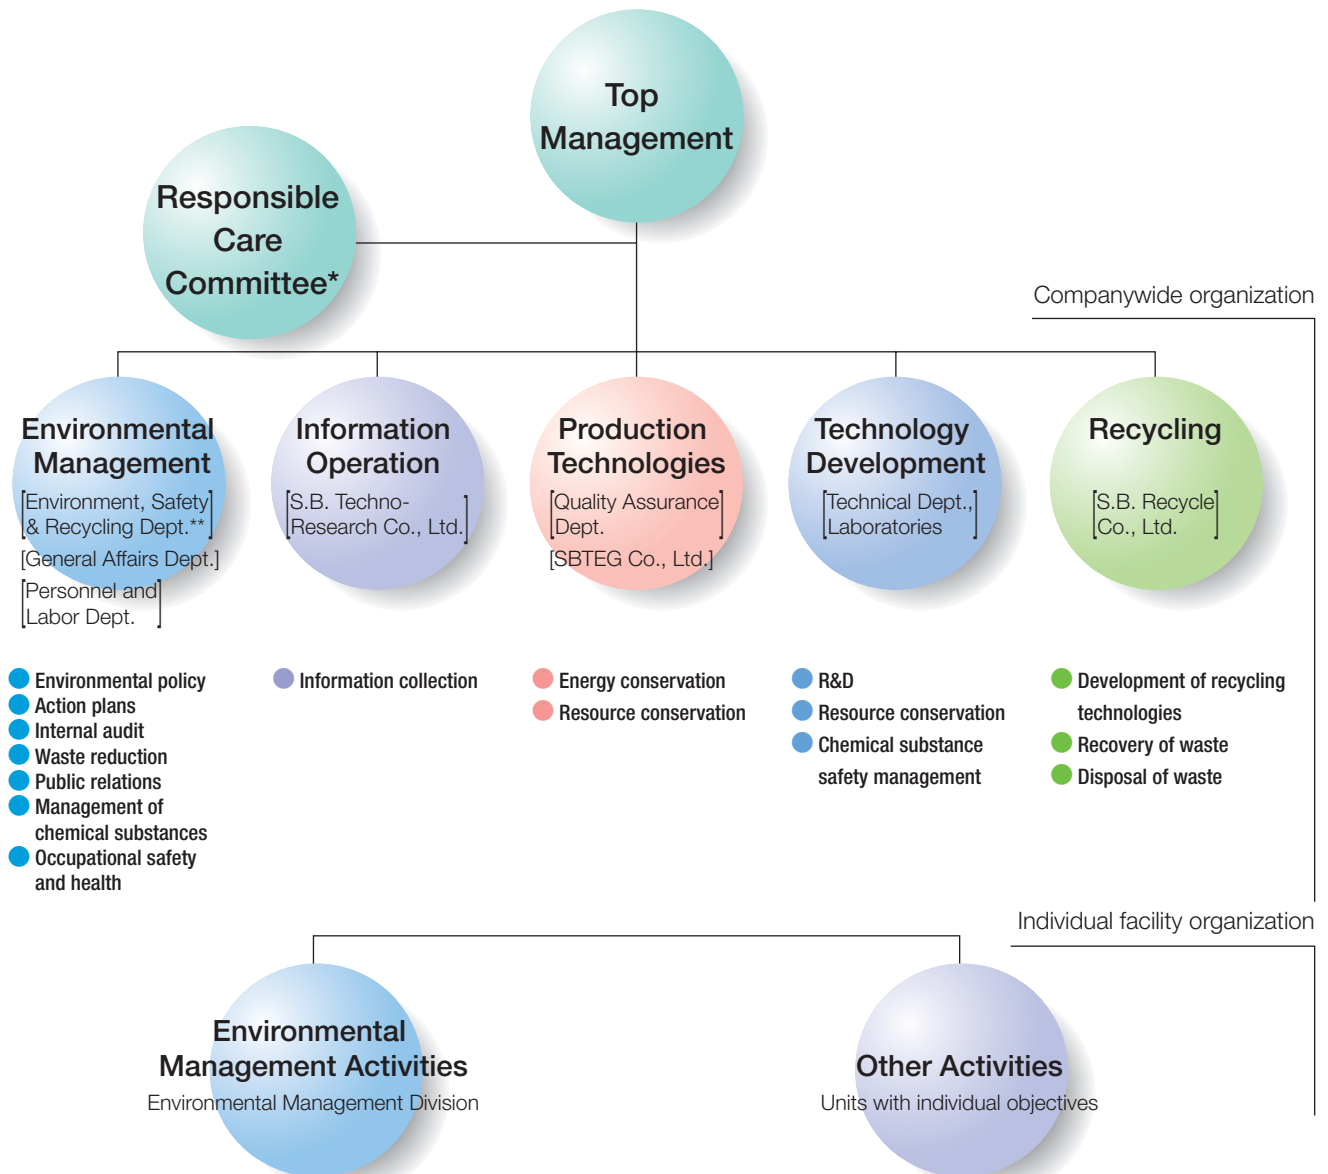 Top
Management
Responsible
Care
Committee*
Companywide organization
Environmental
Management
[Environment, Safety
& Recycling Dept.**]
[General Affairs Dept.]
[Personnel and
Labor Dept.]
Information
Operation
[S.B. Techno-
Research Co., Ltd.]
Production
Technologies
[Quality Assurance
Dept.]
[SBTEG Co., Ltd.]
Technology
Development
[Technical Dept.,
Laboratories]
Recycling
[S.B. Recycle
Co., Ltd.]
Environmental policy
Action plans
Internal audit
Waste reduction
Public relations
Management of
chemical substances
Occupational safety
and health
Information collection
Energy conservation
Resource conservation
R&D
Resource conservation
Chemical substance
safety management
Development of recycling
technologies
Recovery of waste
Disposal of waste
Individual facility organization
Environmental
Management Activities
Environmental Management Division
Other Activities
Units with individual objectives